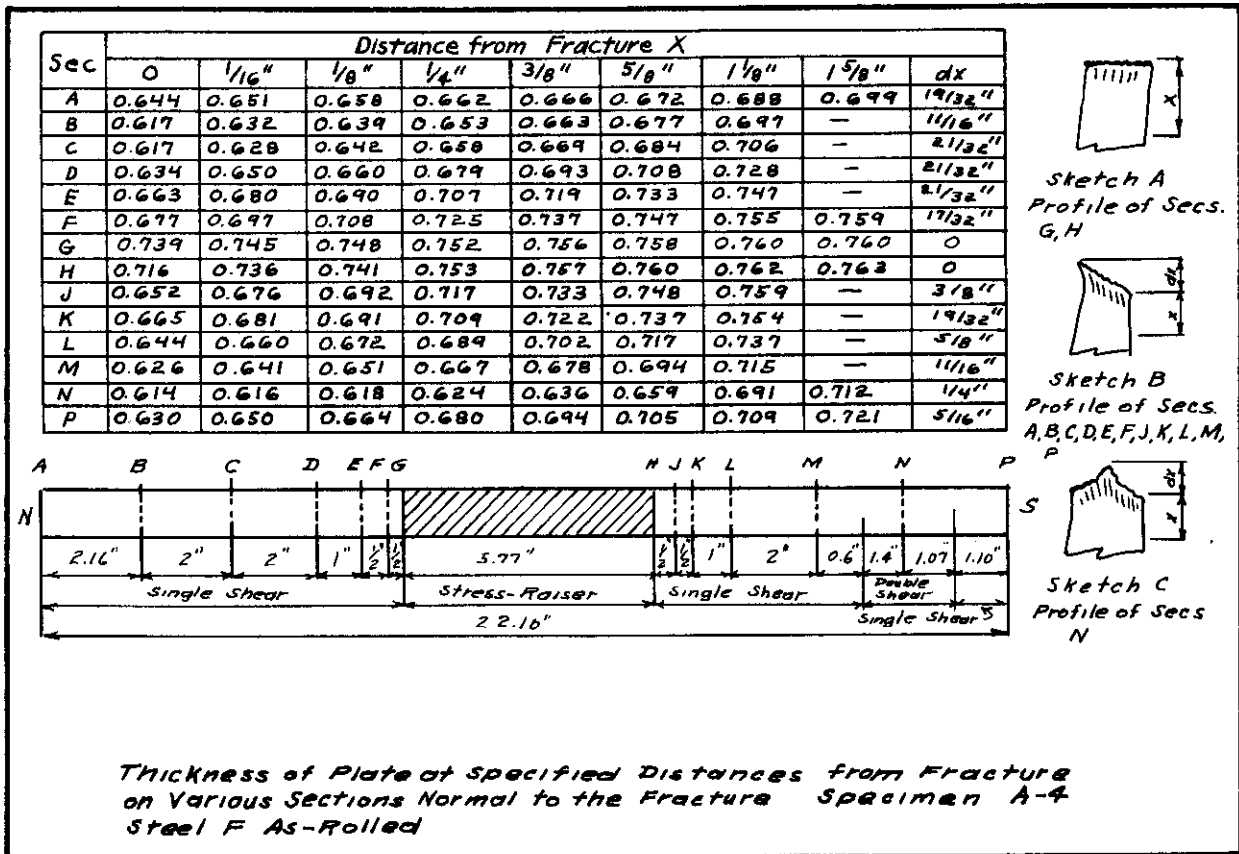 Sec Distance from Fracture X
0 1/16" 1/8" 1/4" 3/8" 5/8" 1 1/8" 1 5/8" dx
A 0.644 0.651 0.658 0.662 0.666 0.672 0.688 0.699 19/32"
B 0.617 0.632 0.639 0.653 0.663 0.677 0.697 — 11/16"
C 0.617 0.628 0.642 0.658 0.669 0.684 0.706 — 21/32"
D 0.634 0.650 0.660 0.679 0.693 0.708 0.728 — 21/32"
E 0.663 0.680 0.690 0.707 0.719 0.733 0.747 — 21/32"
F 0.677 0.697 0.708 0.725 0.737 0.747 0.755 0.759 17/32"
G 0.739 0.745 0.748 0.752 0.756 0.758 0.760 0.760 0
H 0.716 0.736 0.741 0.753 0.757 0.760 0.762 0.763 0
J 0.652 0.676 0.692 0.717 0.733 0.748 0.759 — 3/8"
K 0.665 0.681 0.691 0.709 0.722 0.737 0.754 — 19/32"
L 0.644 0.660 0.672 0.689 0.702 0.717 0.737 — 5/8"
M 0.626 0.641 0.651 0.667 0.678 0.694 0.715 — 11/16"
N 0.614 0.616 0.618 0.624 0.636 0.659 0.691 0.712 1/4"
P 0.630 0.650 0.664 0.680 0.694 0.705 0.709 0.721 5/16"
x
Sketch A
Profile of Secs.
G, H
dx
x
Sketch B
Profile of Secs.
A,B,C,D,E,F,J,K,L,M,
P
dx
x
Sketch C
Profile of Secs
N
A B C D E F G H J K L M N P
N S
2.16" 2" 2" 1" 1/2" 1/2" 5.77" 1/2" 1/2" 1" 2" 0.6" 1.4" 1.07" 1.10"
Single Shear Stress-Raiser Single Shear Double Shear
Single Shear S
22.16"
Thickness of Plate at Specified Distances from Fracture
on Various Sections Normal to the Fracture Specimen A-4
Steel F As-Rolled